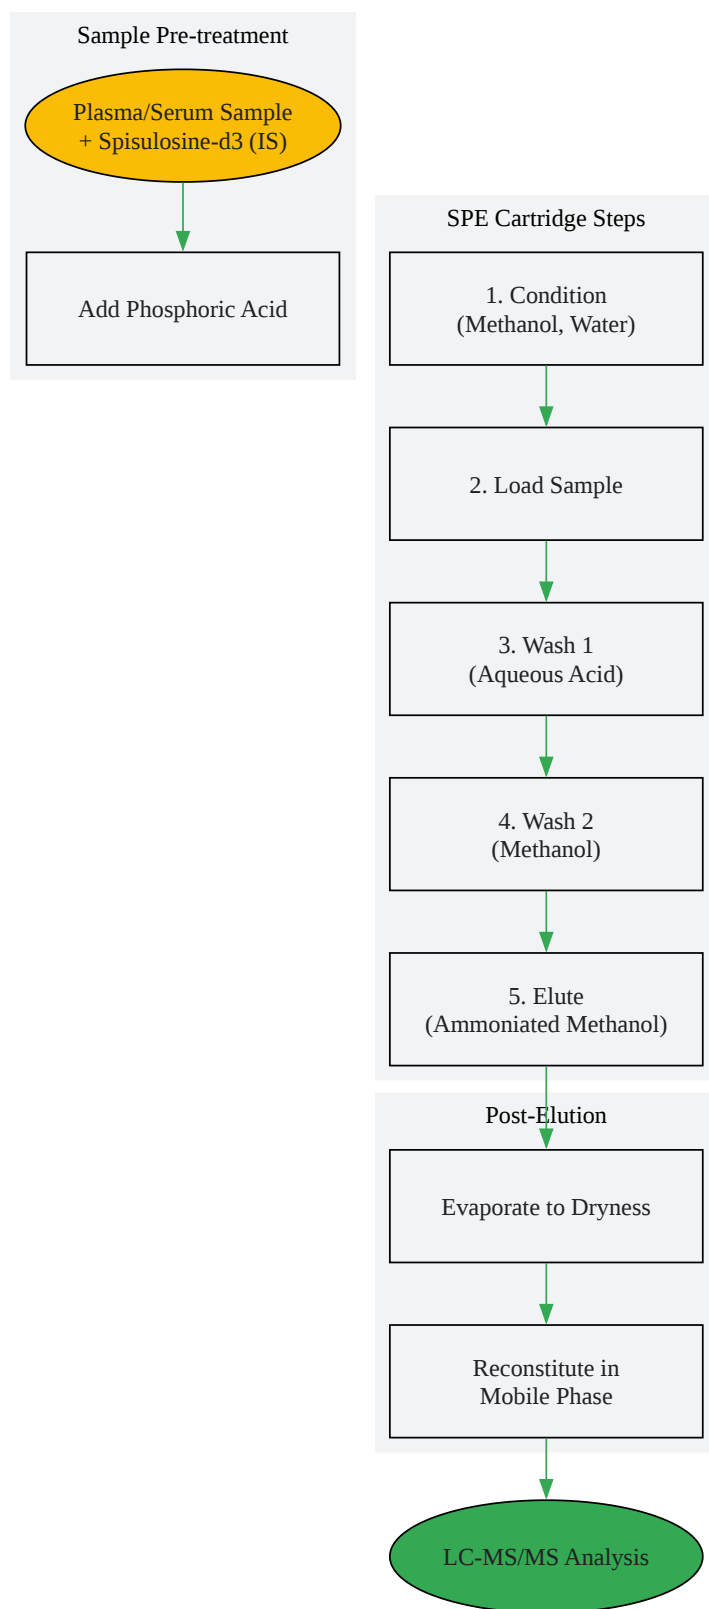 Sample Pre-treatment
Plasma/Serum Sample
+ Spisulosine-d3 (IS)
Add Phosphoric Acid
SPE Cartridge Steps
1. Condition
(Methanol, Water)
2. Load Sample
3. Wash 1
(Aqueous Acid)
4. Wash 2
(Methanol)
5. Elute
(Ammoniated Methanol)
Post-Elution
Evaporate to Dryness
Reconstitute in
Mobile Phase
LC-MS/MS Analysis